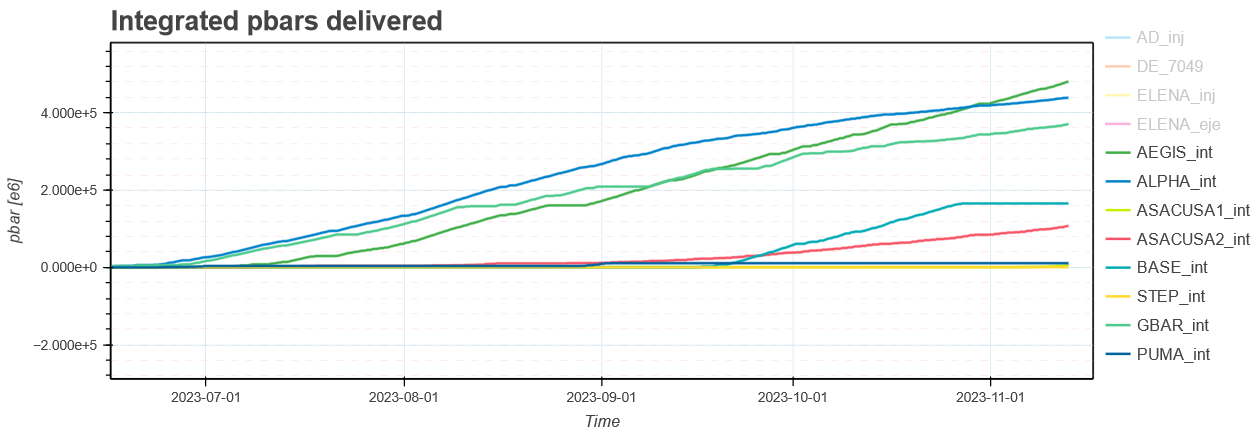 Integrated pbars delivered
pbar [e6]
4.000e+5
2.000e+5
0.000e+0
−2.000e+5
2023-07-01
2023-08-01
2023-09-01
2023-10-01
2023-11-01
Time
AD_inj
DE_7049
ELENA_inj
ELENA_eje
AEGIS_int
ALPHA_int
ASACUSA1_int
ASACUSA2_int
BASE_int
STEP_int
GBAR_int
PUMA_int